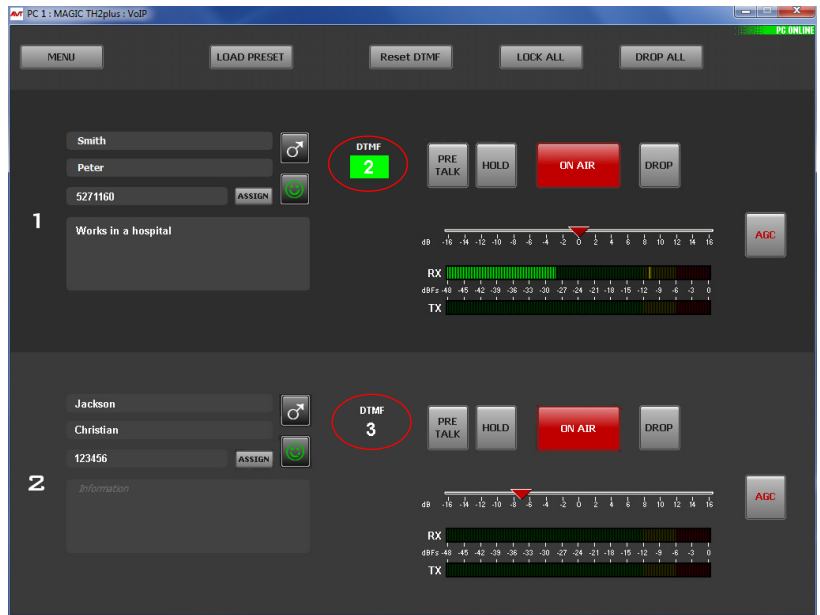 AVT PC 1 : MAGIC TH2plus : VoIP
PC ONLINE
MENU LOAD PRESET Reset DTMF LOCK ALL DROP ALL
1
Smith
Peter
5271160 ASSIGN
Works in a hospital
DTMF
2
PRE TALK HOLD ON AIR DROP
dB -16 -14 -12 -10 -8 -6 -4 -2 0 2 4 6 8 10 12 14 16
AGC
RX
dBFs -48 -45 -42 -39 -36 -33 -30 -27 -24 -21 -18 -15 -12 -9 -6 -3 0
TX
2
Jackson
Christian
123456 ASSIGN
Information
DTMF
3
PRE TALK HOLD ON AIR DROP
dB -16 -14 -12 -10 -8 -6 -4 -2 0 2 4 6 8 10 12 14 16
AGC
RX
dBFs -48 -45 -42 -39 -36 -33 -30 -27 -24 -21 -18 -15 -12 -9 -6 -3 0
TX